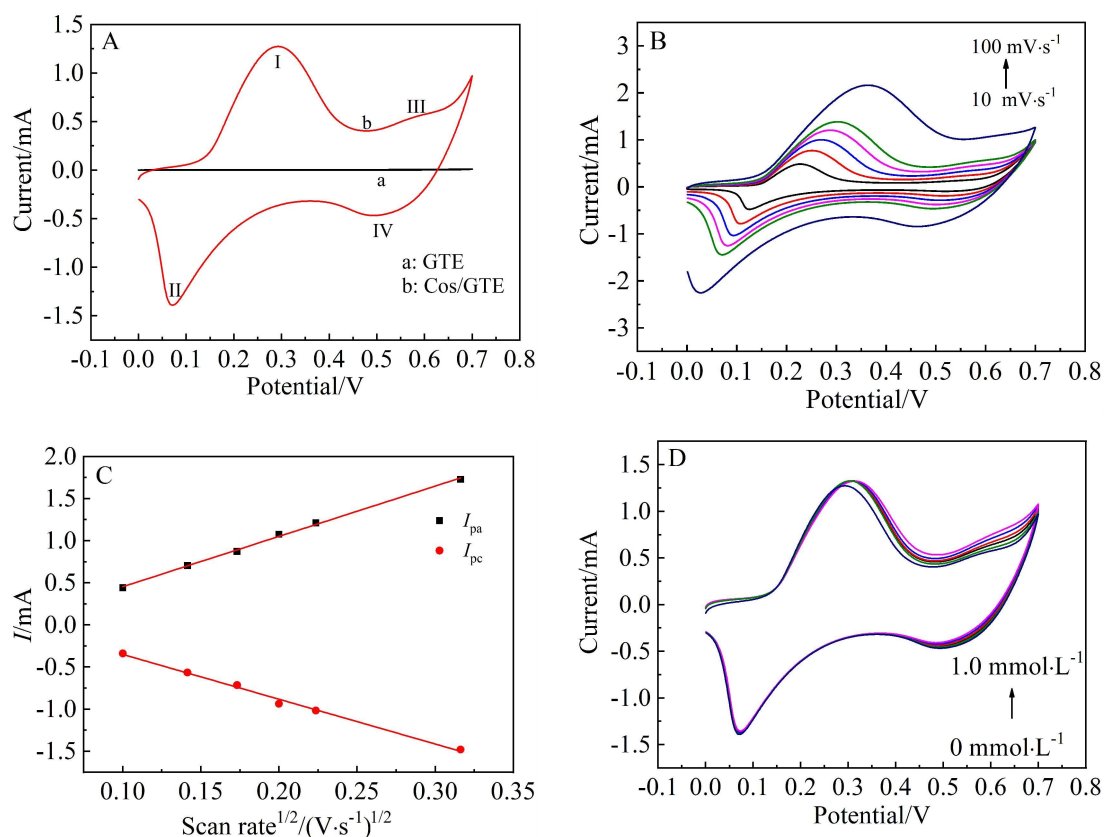 A
I
III
b
a
IV
II
a: GTE
b: Cos/GTE
1.5
1.0
0.5
0.0
-0.5
-1.0
-1.5
-0.1 0.0 0.1 0.2 0.3 0.4 0.5 0.6 0.7 0.8
Current/mA
Potential/V
B
100 mV·s⁻¹
10 mV·s⁻¹
3
2
1
0
-1
-2
-3
-0.1 0.0 0.1 0.2 0.3 0.4 0.5 0.6 0.7 0.8
Current/mA
Potential/V
C
Ipa
Ipc
2.0
1.5
1.0
0.5
0.0
-0.5
-1.0
-1.5
0.10 0.15 0.20 0.25 0.30 0.35
I/mA
Scan rate¹ᐟ²/(V·s⁻¹)¹ᐟ²
D
1.0 mmol·L⁻¹
0 mmol·L⁻¹
1.5
1.0
0.5
0.0
-0.5
-1.0
-1.5
-0.1 0.0 0.1 0.2 0.3 0.4 0.5 0.6 0.7 0.8
Current/mA
Potential/V